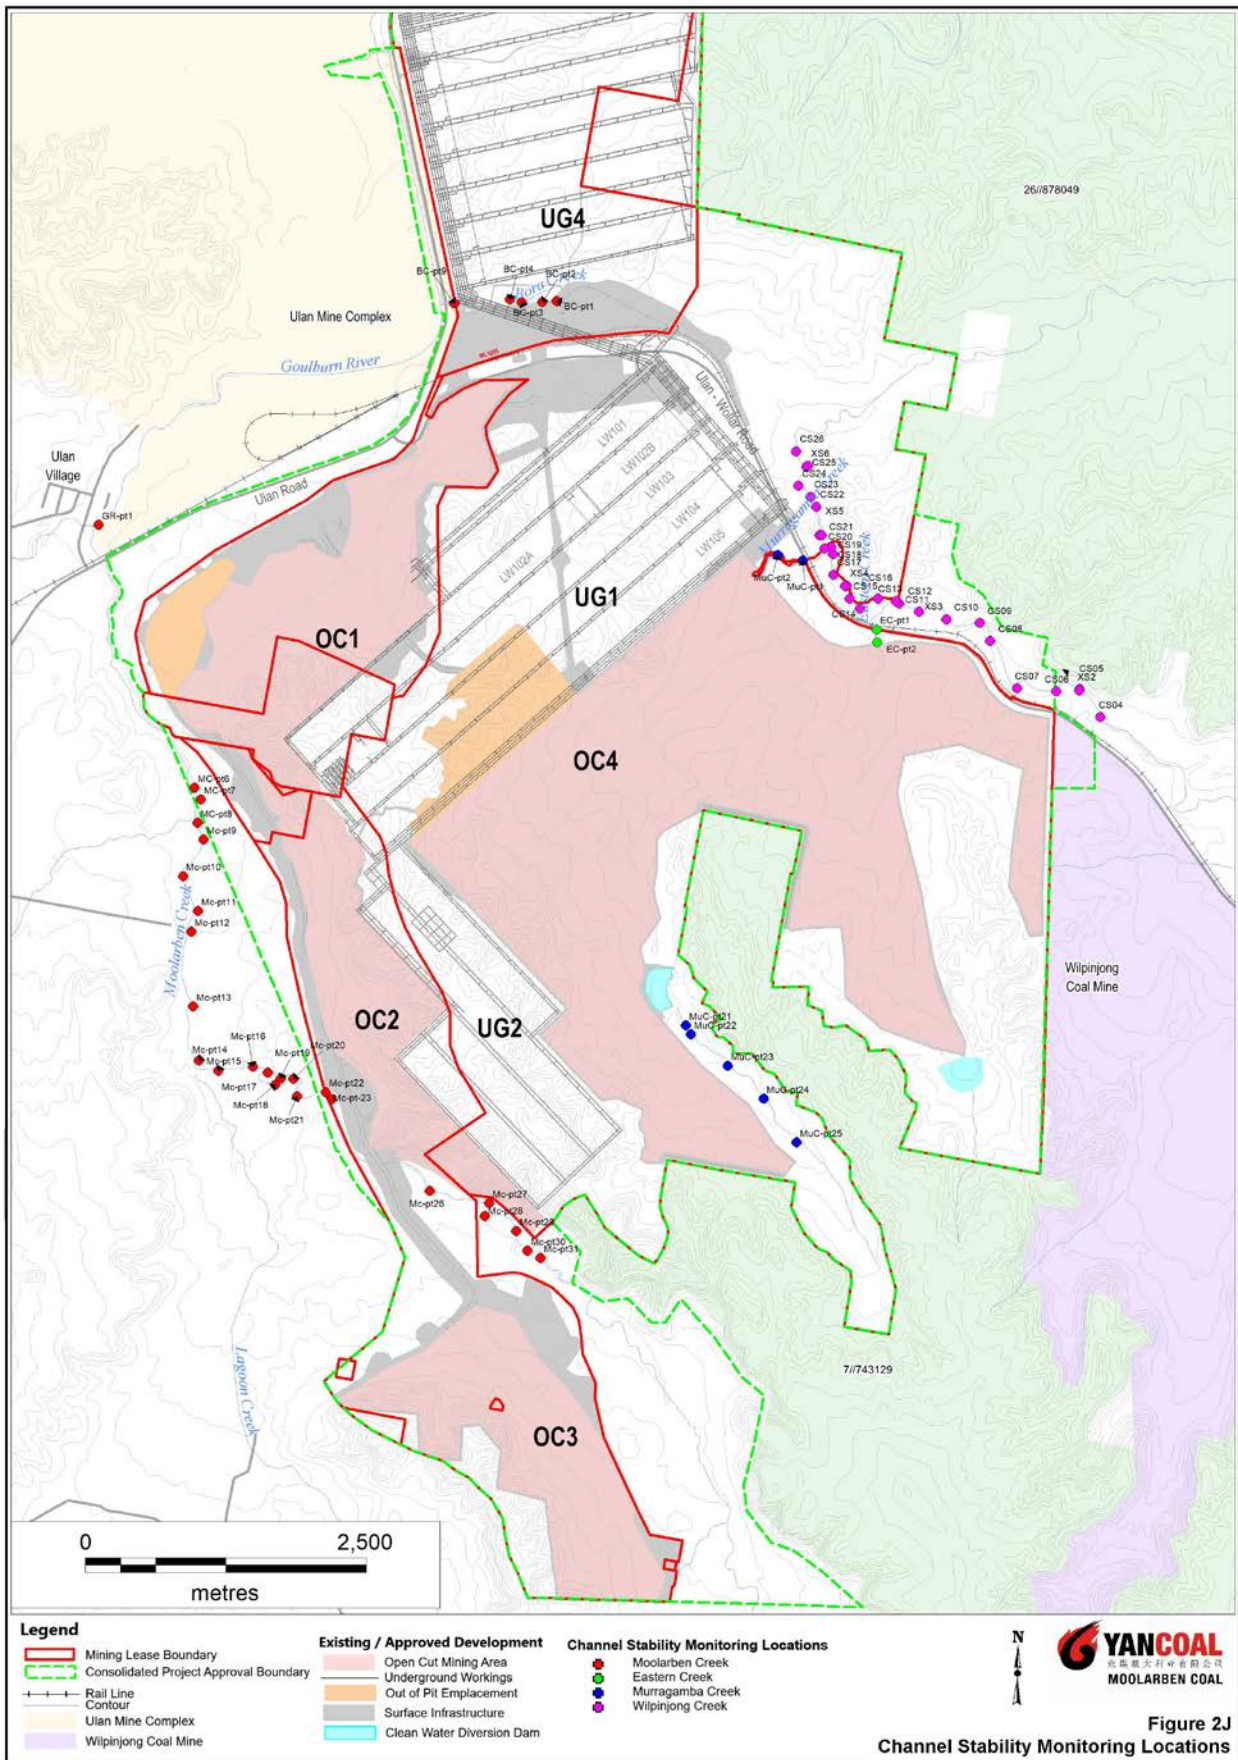 26//878049
UG4
BC-pt9
BC-pt4
BC-pt2
Bora Creek
BC-pt3
BC-pt1
Ulan Mine Complex
Goulburn River
Ulan - Wollar Road
Ulan
Village
Ulan Road
GR-pt1
LW101
LW102B
LW103
LW104
LW105
LW102A
CS26
XS6
CS25
CS24
CS23
CS22
XS5
CS21
CS20
CS19
CS18
CS17
XS4
CS16
CS15
CS13
CS14
CS12
CS11
XS3
CS10
CS09
CS08
CS07
CS06
CS05
XS2
CS04
MuC-pt2
MuC-pt1
EC-pt1
EC-pt2
UG1
OC1
OC4
MC-pt6
MC-pt7
MC-pt8
Mc-pt9
Mc-pt10
Mc-pt11
Mc-pt12
Moolarben Creek
Mc-pt13
Mc-pt14
Mc-pt15
Mc-pt16
Mc-pt17
Mc-pt18
Mc-pt19
Mc-pt20
Mc-pt21
Mc-pt22
Mc-pt-23
OC2
UG2
Wilpinjong
Coal Mine
MuC-pt21
MuC-pt22
MuC-pt23
MuC-pt24
MuC-pt25
Mc-pt26
Mc-pt27
Mc-pt28
Mc-pt29
Mc-pt30
Mc-pt31
Lagoon Creek
7//743129
OC3
0 2,500
metres
Legend
Mining Lease Boundary
Consolidated Project Approval Boundary
Rail Line
Contour
Ulan Mine Complex
Wilpinjong Coal Mine
Existing / Approved Development
Open Cut Mining Area
Underground Workings
Out of Pit Emplacement
Surface Infrastructure
Clean Water Diversion Dam
Channel Stability Monitoring Locations
Moolarben Creek
Eastern Creek
Murragamba Creek
Wilpinjong Creek
N
YANCOAL
MOOLARBEN COAL
Figure 2J
Channel Stability Monitoring Locations